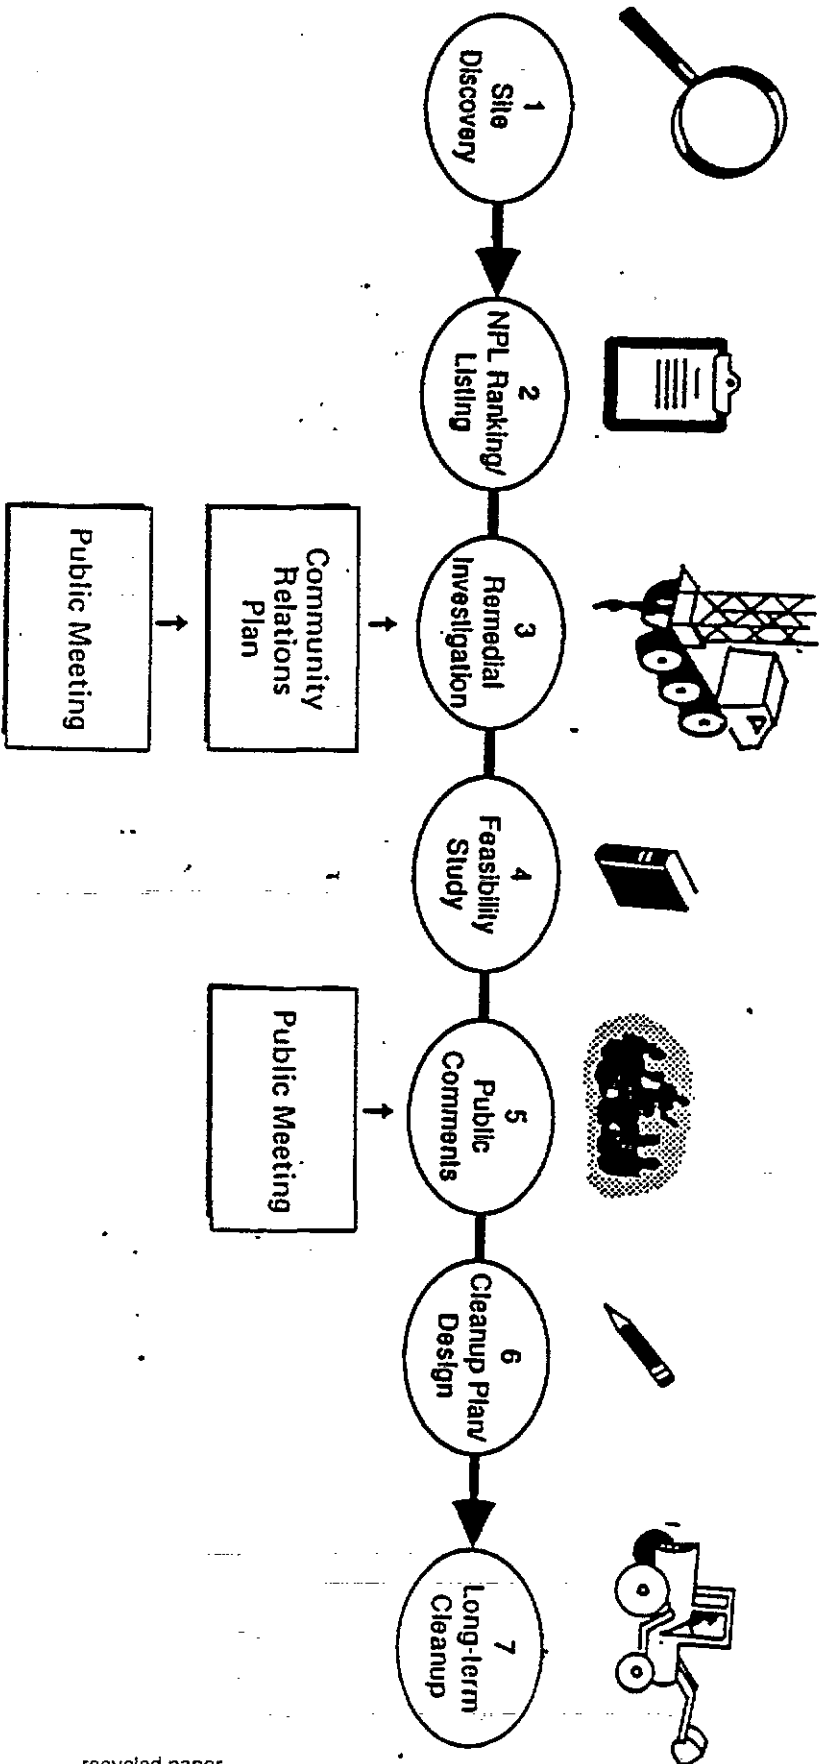 1
Site
Discovery
2
NPL Ranking/
Listing
3
Remedial
Investigation
4
Feasibility
Study
5
Public
Comments
6
Cleanup Plan/
Design
7
Long-term
Cleanup
Community
Relations
Plan
Public Meeting
Public Meeting
recycled paper